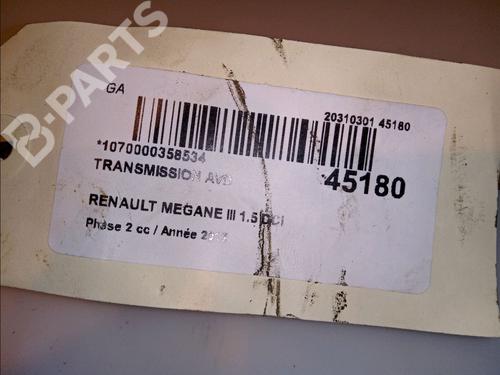 B-PARTS
GA
20310301 45180
*1070000358534
45180
TRANSMISSION AVD
RENAULT MEGANE III 1.5 DCI
Phase 2 cc / Année